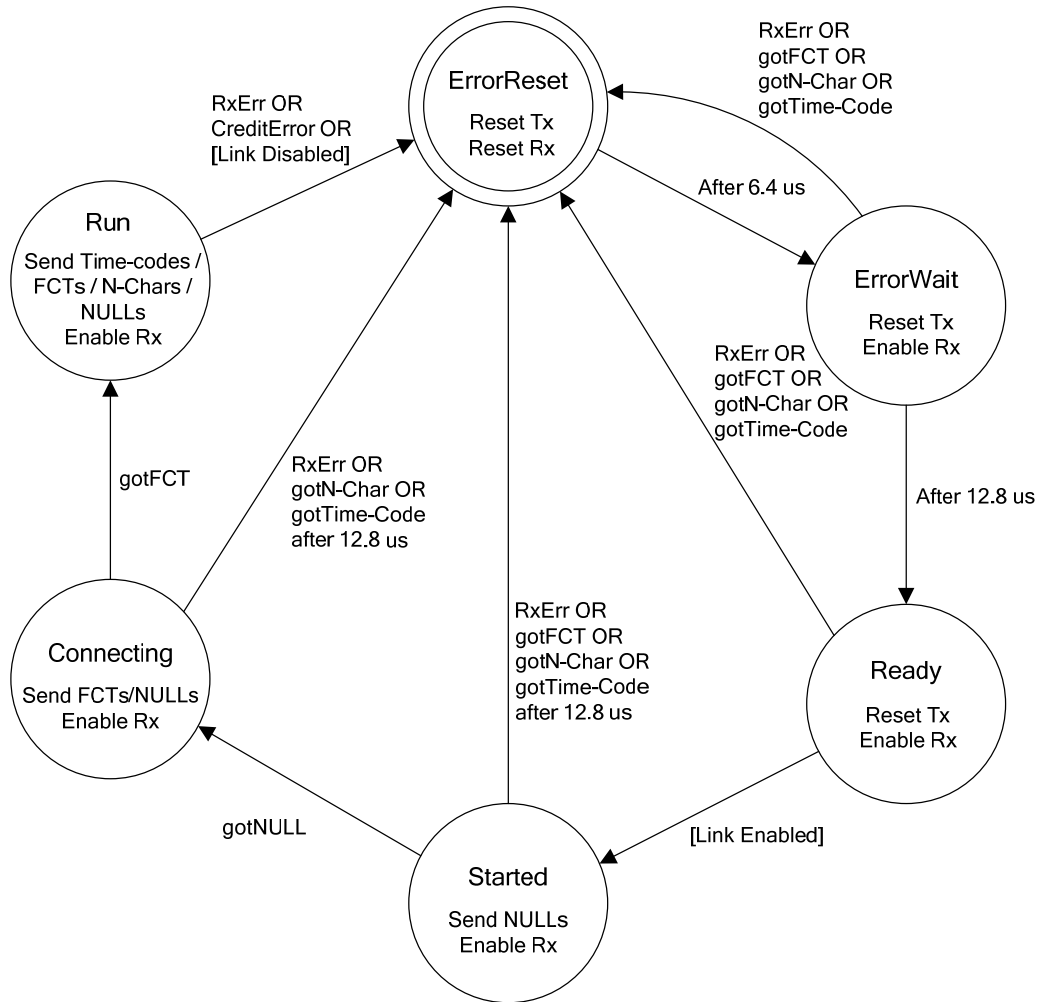 ErrorReset
Reset Tx
Reset Rx
RxErr OR
gotFCT OR
gotN-Char OR
gotTime-Code
RxErr OR
CreditError OR
[Link Disabled]
After 6.4 us
Run
Send Time-codes /
FCTs / N-Chars /
NULLs
Enable Rx
ErrorWait
Reset Tx
Enable Rx
RxErr OR
gotFCT OR
gotN-Char OR
gotTime-Code
gotFCT
RxErr OR
gotN-Char OR
gotTime-Code
after 12.8 us
After 12.8 us
RxErr OR
gotFCT OR
gotN-Char OR
gotTime-Code
after 12.8 us
Connecting
Send FCTs/NULLs
Enable Rx
Ready
Reset Tx
Enable Rx
gotNULL
[Link Enabled]
Started
Send NULLs
Enable Rx